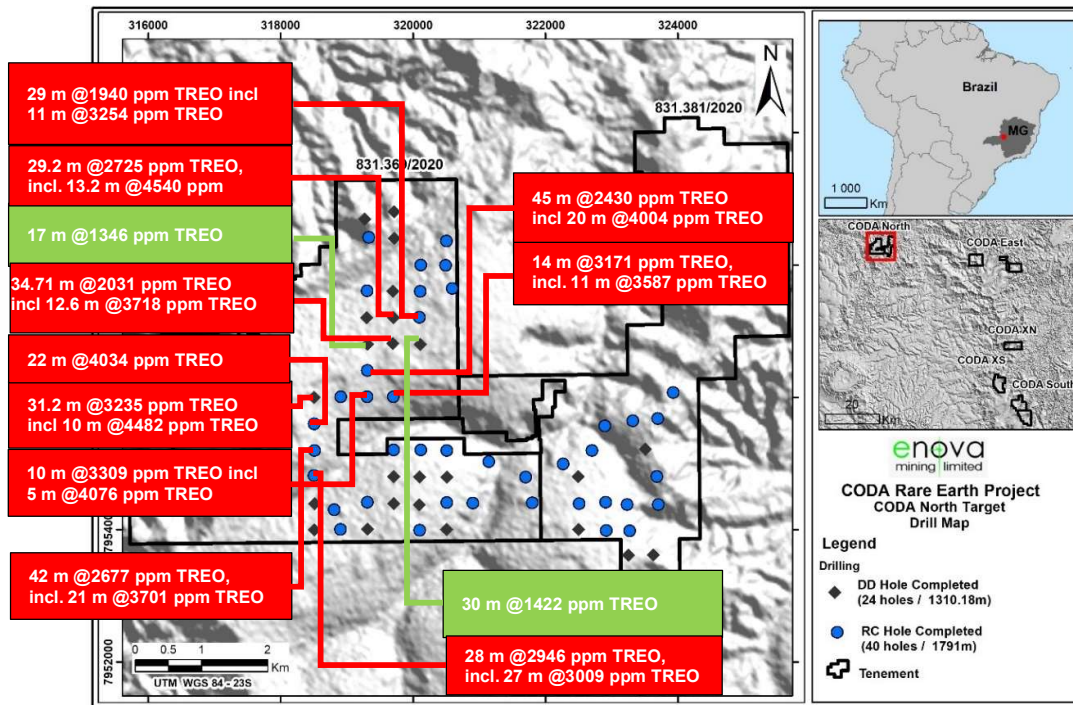 316000
318000
320000
322000
324000
N
29 m @1940 ppm TREO incl
11 m @3254 ppm TREO
29.2 m @2725 ppm TREO,
incl. 13.2 m @4540 ppm
17 m @1346 ppm TREO
34.71 m @2031 ppm TREO
incl 12.6 m @3718 ppm TREO
22 m @4034 ppm TREO
31.2 m @3235 ppm TREO
incl 10 m @4482 ppm TREO
10 m @3309 ppm TREO incl
5 m @4076 ppm TREO
42 m @2677 ppm TREO,
incl. 21 m @3701 ppm TREO
831.369/2020
831.381/2020
45 m @2430 ppm TREO
incl 20 m @4004 ppm TREO
14 m @3171 ppm TREO,
incl. 11 m @3587 ppm TREO
30 m @1422 ppm TREO
28 m @2946 ppm TREO,
incl. 27 m @3009 ppm TREO
7954000
7952000
0 0.5 1 2
Km
UTM WGS 84 - 23S
Brazil
MG
1 000
Km
CODA North
CODA East
CODA XN
CODA XS
CODA South
20
Km
enova
mining limited
CODA Rare Earth Project
CODA North Target
Drill Map
Legend
Drilling
DD Hole Completed
(24 holes / 1310.18m)
RC Hole Completed
(40 holes / 1791m)
Tenement